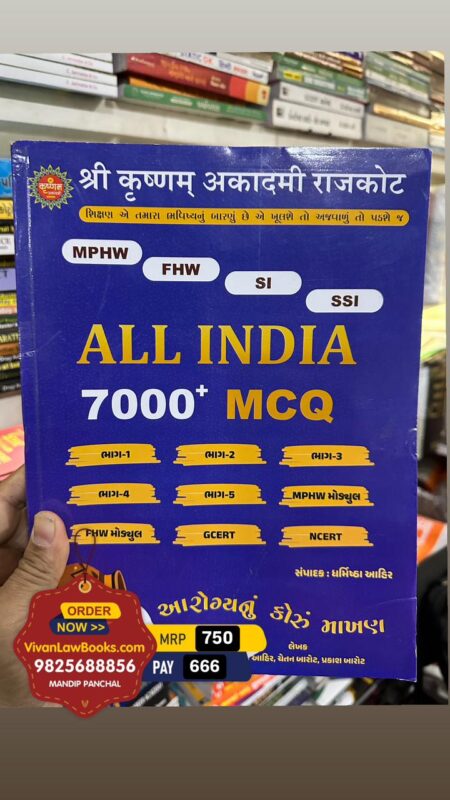 कृष्णम्
श्री कृष्णम् अकादमी राजकोट
શિક્ષણ એ તમારા ભવિષ્યનું બારણું છે એ ખૂલશે તો અજવાળું તો પડશે જ
MPHW
FHW
SI
SSI
ALL INDIA
7000+ MCQ
ભાગ-1 ભાગ-2 ભાગ-3
ભાગ-4 ભાગ-5 MPHW મોડ્યુલ
FHW મોડ્યુલ GCERT NCERT
સંપાદક : ધર્મિષ્ઠા આહિર
આરોગ્યનું કોરું માખણ
લેખક
આહિર, ચેતન બારોટ, પ્રકાશ બારોટ
ORDER
NOW >>
VivanLawBooks.com
9825688856
MANDIP PANCHAL
MRP 750
PAY 666